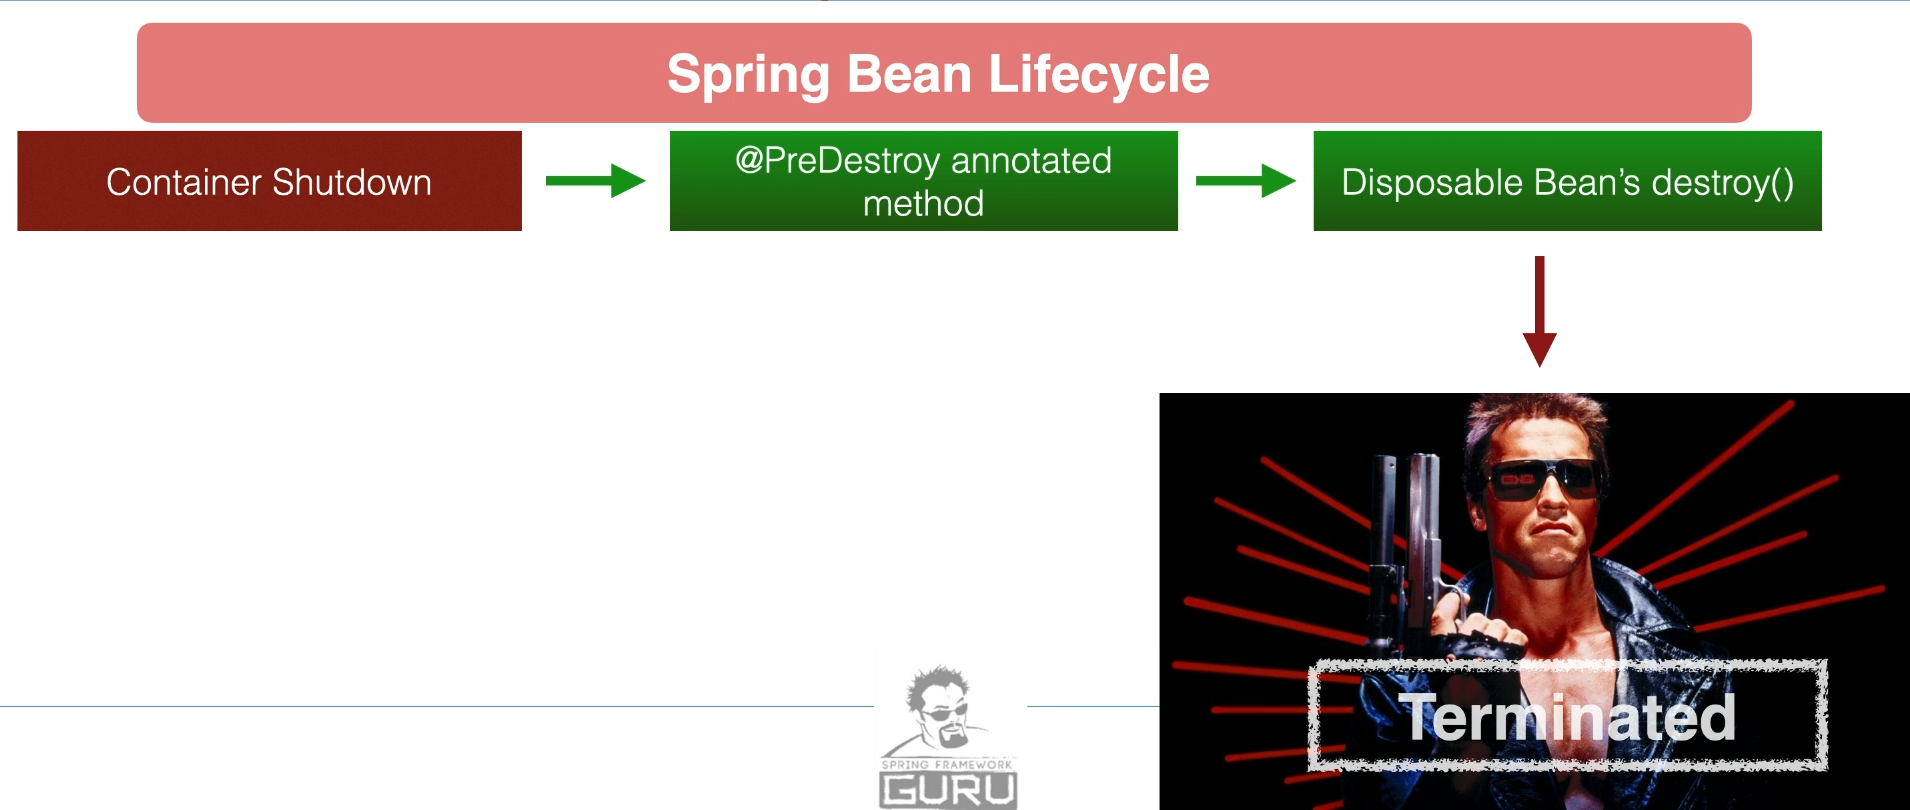 Spring Bean Lifecycle
Container Shutdown
@PreDestroy annotated
method
Disposable Bean’s destroy()
Terminated
SPRING FRAMEWORK
GURU